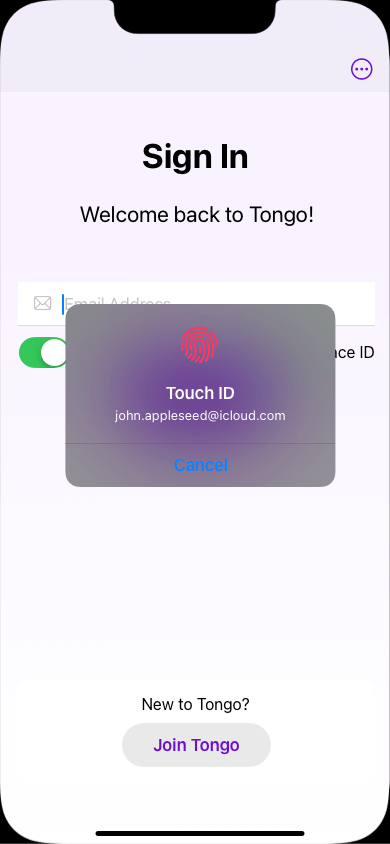 Sign In
Welcome back to Tongo!
Email Address
Touch ID
john.appleseed@icloud.com
ID
Cancel
New to Tongo?
Join Tongo